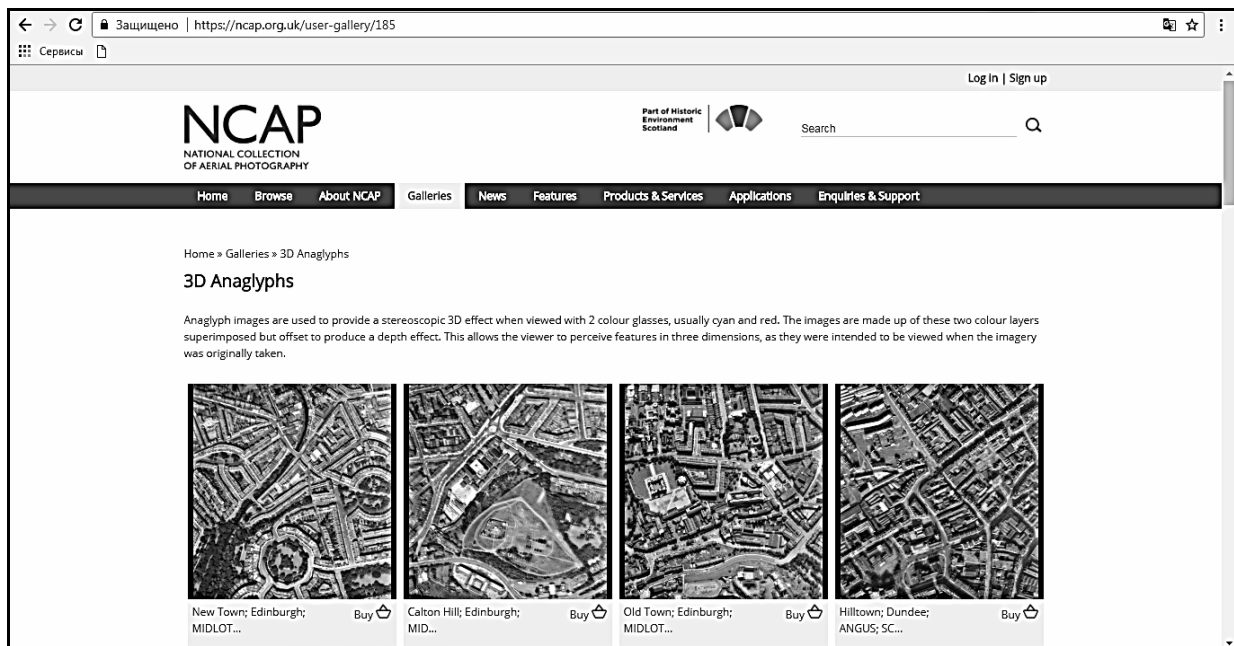 Защищено | https://ncap.org.uk/user-gallery/185
Сервисы
Log in | Sign up
NCAP
NATIONAL COLLECTION
OF AERIAL PHOTOGRAPHY
Part of Historic
Environment
Scotland
Search
Home Browse About NCAP Galleries News Features Products & Services Applications Enquiries & Support
Home » Galleries » 3D Anaglyphs
3D Anaglyphs
Anaglyph images are used to provide a stereoscopic 3D effect when viewed with 2 colour glasses, usually cyan and red. The images are made up of these two colour layers
superimposed but offset to produce a depth effect. This allows the viewer to perceive features in three dimensions, as they were intended to be viewed when the imagery
was originally taken.
New Town; Edinburgh;
MIDLOT...
Buy
Calton Hill; Edinburgh;
MID...
Buy
Old Town; Edinburgh;
MIDLOT...
Buy
Hilltown; Dundee;
ANGUS; SC...
Buy